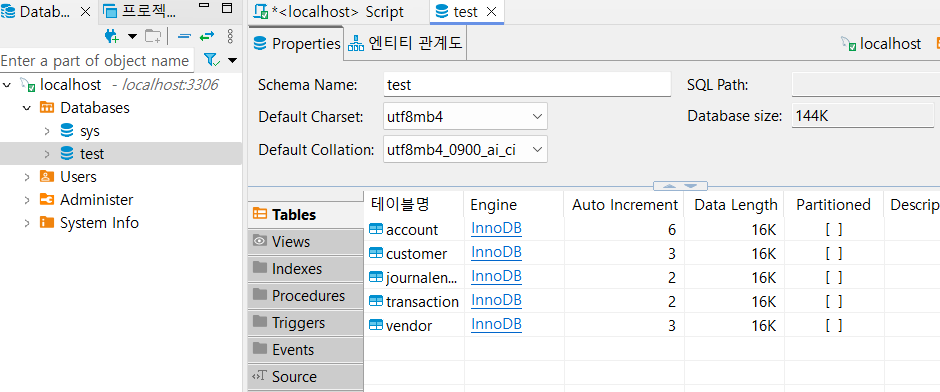 Datab...
프로젝...
*<localhost> Script
test
Enter a part of object name
localhost - localhost:3306
Databases
sys
test
Users
Administer
System Info
Properties
엔티티 관계도
localhost
Schema Name:
test
SQL Path:
Default Charset:
utf8mb4
Database size:
144K
Default Collation:
utf8mb4_0900_ai_ci
Tables
Views
Indexes
Procedures
Triggers
Events
Source
테이블명 Engine Auto Increment Data Length Partitioned Descrip
account InnoDB 6 16K [ ]
customer InnoDB 3 16K [ ]
journalen... InnoDB 2 16K [ ]
transaction InnoDB 2 16K [ ]
vendor InnoDB 3 16K [ ]